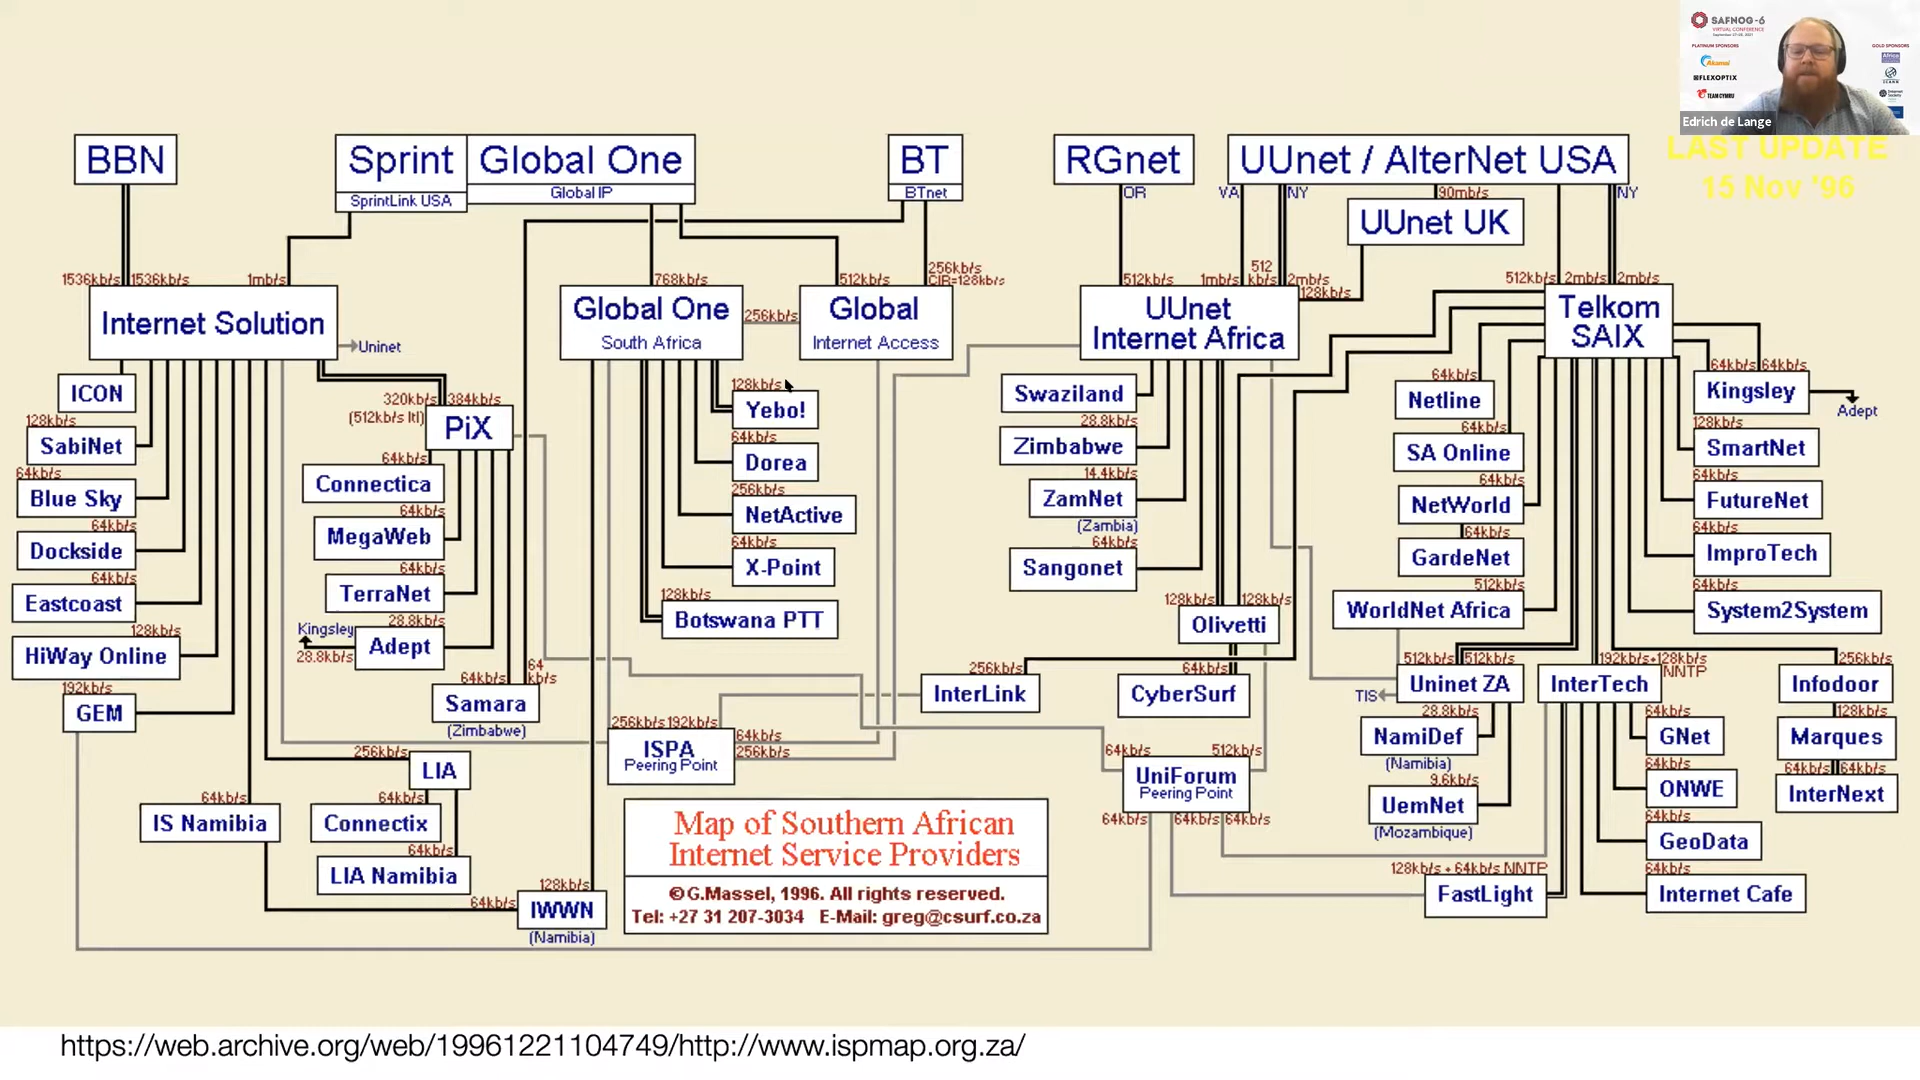 SAFNOG-6
VIRTUAL CONFERENCE
PLATINUM SPONSORS
GOLD SPONSORS
Akamai
FLEXOPTIX
TEAM CYMRU
Edrich de Lange
LAST UPDATE
15 Nov '96
BBN
Sprint
SprintLink USA
Global One
Global IP
BT
BTnet
RGnet
OR
UUnet / AlterNet USA
VA
NY
90mb/s
NY
UUnet UK
1536kb/s
1536kb/s
1mb/s
768kb/s
512kb/s
256kb/s
CIR=128kb/s
512kb/s
1mb/s
512
kb/s
2mb/s
128kb/s
512kb/s
2mb/s
2mb/s
Internet Solution
Uninet
Global One
South Africa
256kb/s
Global
Internet Access
UUnet
Internet Africa
Telkom
SAIX
ICON
128kb/s
SabiNet
64kb/s
Blue Sky
64kb/s
Dockside
64kb/s
Eastcoast
128kb/s
HiWay Online
192kb/s
GEM
320kb/s
384kb/s
(512kb/s ltl)
PiX
64kb/s
Connectica
64kb/s
MegaWeb
64kb/s
TerraNet
28.8kb/s
Adept
Kingsley
28.8kb/s
64kb/s
64
kb/s
Samara
(Zimbabwe)
256kb/s
LIA
64kb/s
Connectix
64kb/s
LIA Namibia
64kb/s
IS Namibia
64kb/s
128kb/s
IWWN
(Namibia)
128kb/s
Yebo!
64kb/s
Dorea
256kb/s
NetActive
64kb/s
X-Point
128kb/s
Botswana PTT
256kb/s
192kb/s
ISPA
Peering Point
64kb/s
256kb/s
Swaziland
28.8kb/s
Zimbabwe
14.4kb/s
ZamNet
(Zambia)
64kb/s
Sangonet
128kb/s
128kb/s
Olivetti
256kb/s
InterLink
64kb/s
CyberSurf
64kb/s
512kb/s
UniForum
Peering Point
64kb/s
64kb/s
64kb/s
64kb/s
Netline
64kb/s
SA Online
64kb/s
NetWorld
64kb/s
GardeNet
512kb/s
WorldNet Africa
512kb/s
512kb/s
Uninet ZA
TIS
28.8kb/s
NamiDef
(Namibia)
9.6kb/s
UemNet
(Mozambique)
128kb/s + 64kb/s NNTP
FastLight
192kb/s+128kb/s
NNTP
InterTech
64kb/s
GNet
64kb/s
ONWE
64kb/s
GeoData
64kb/s
Internet Cafe
64kb/s
64kb/s
Kingsley
Adept
128kb/s
SmartNet
64kb/s
FutureNet
64kb/s
ImproTech
64kb/s
System2System
256kb/s
Infodoor
128kb/s
Marques
64kb/s
64kb/s
InterNext
Map of Southern African
Internet Service Providers
©G.Massel, 1996. All rights reserved.
Tel: +27 31 207-3034 E-Mail: greg@csurf.co.za
https://web.archive.org/web/19961221104749/http://www.ispmap.org.za/